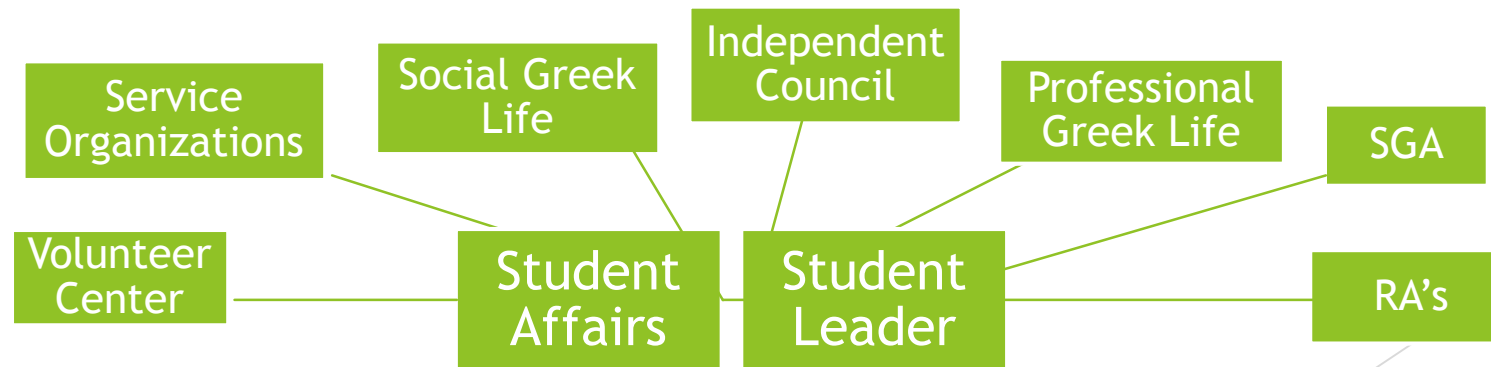 Service
Organizations
Social Greek
Life
Independent
Council
Professional
Greek Life
SGA
Volunteer
Center
Student
Affairs
Student
Leader
RA’s